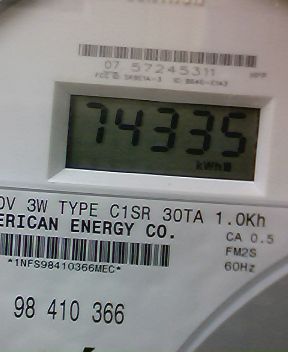 07 57245311
74335
kWh
0V 3W TYPE C1SR 30TA 1.0Kh
ERICAN ENERGY CO.
CA 0.5
FM2S
60Hz
*1NFS98410366MEC*
98 410 366